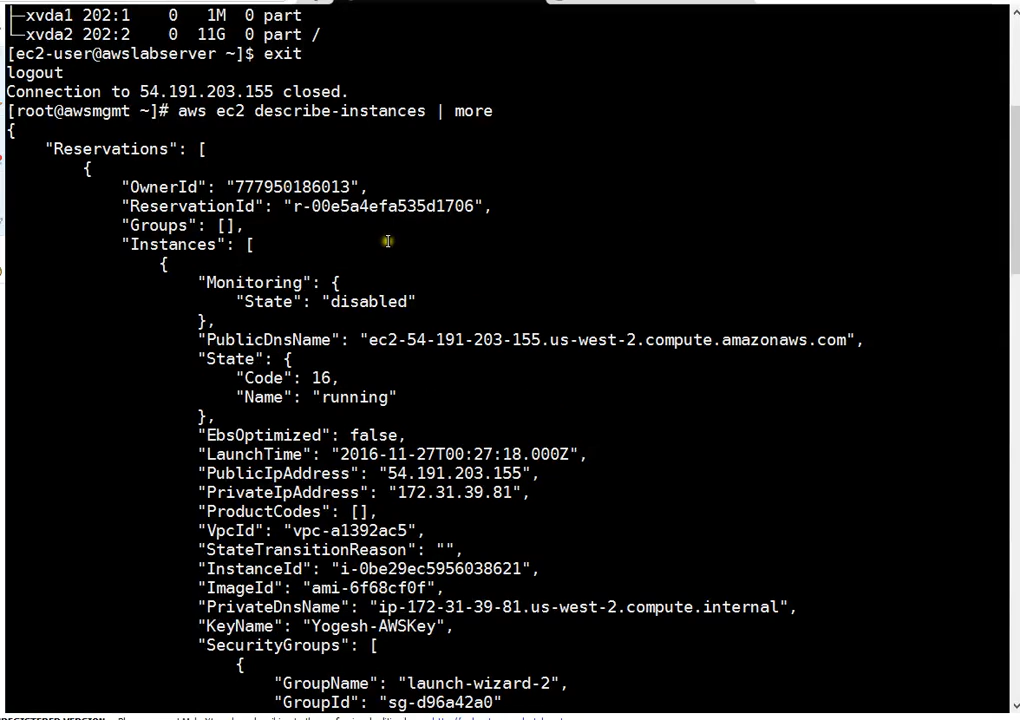 ├─xvda1 202:1    0   1M  0 part
└─xvda2 202:2    0  11G  0 part /
[ec2-user@awslabserver ~]$ exit
logout
Connection to 54.191.203.155 closed.
[root@awsmgmt ~]# aws ec2 describe-instances | more
{
    "Reservations": [
        {
            "OwnerId": "777950186013",
            "ReservationId": "r-00e5a4efa535d1706",
            "Groups": [],
            "Instances": [
                {
                    "Monitoring": {
                        "State": "disabled"
                    },
                    "PublicDnsName": "ec2-54-191-203-155.us-west-2.compute.amazonaws.com",
                    "State": {
                        "Code": 16,
                        "Name": "running"
                    },
                    "EbsOptimized": false,
                    "LaunchTime": "2016-11-27T00:27:18.000Z",
                    "PublicIpAddress": "54.191.203.155",
                    "PrivateIpAddress": "172.31.39.81",
                    "ProductCodes": [],
                    "VpcId": "vpc-a1392ac5",
                    "StateTransitionReason": "",
                    "InstanceId": "i-0be29ec5956038621",
                    "ImageId": "ami-6f68cf0f",
                    "PrivateDnsName": "ip-172-31-39-81.us-west-2.compute.internal",
                    "KeyName": "Yogesh-AWSKey",
                    "SecurityGroups": [
                        {
                            "GroupName": "launch-wizard-2",
                            "GroupId": "sg-d96a42a0"